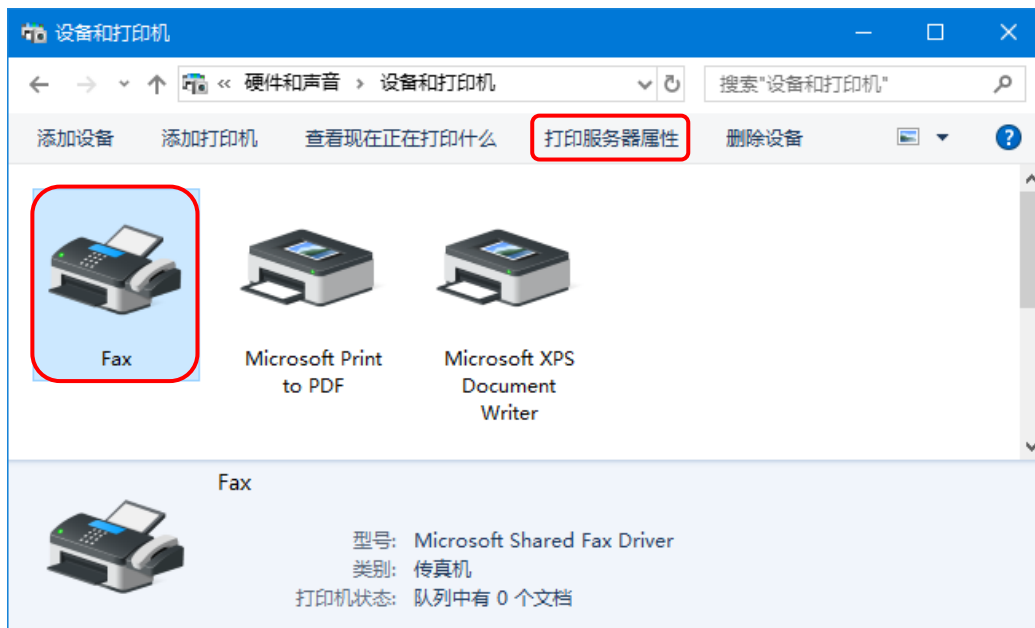 设备和打印机
« 硬件和声音 › 设备和打印机
搜索"设备和打印机"
添加设备 添加打印机 查看现在正在打印什么 打印服务器属性 删除设备 ?
Fax
Microsoft Print
to PDF
Microsoft XPS
Document
Writer
Fax
型号: Microsoft Shared Fax Driver
类别: 传真机
打印机状态: 队列中有 0 个文档